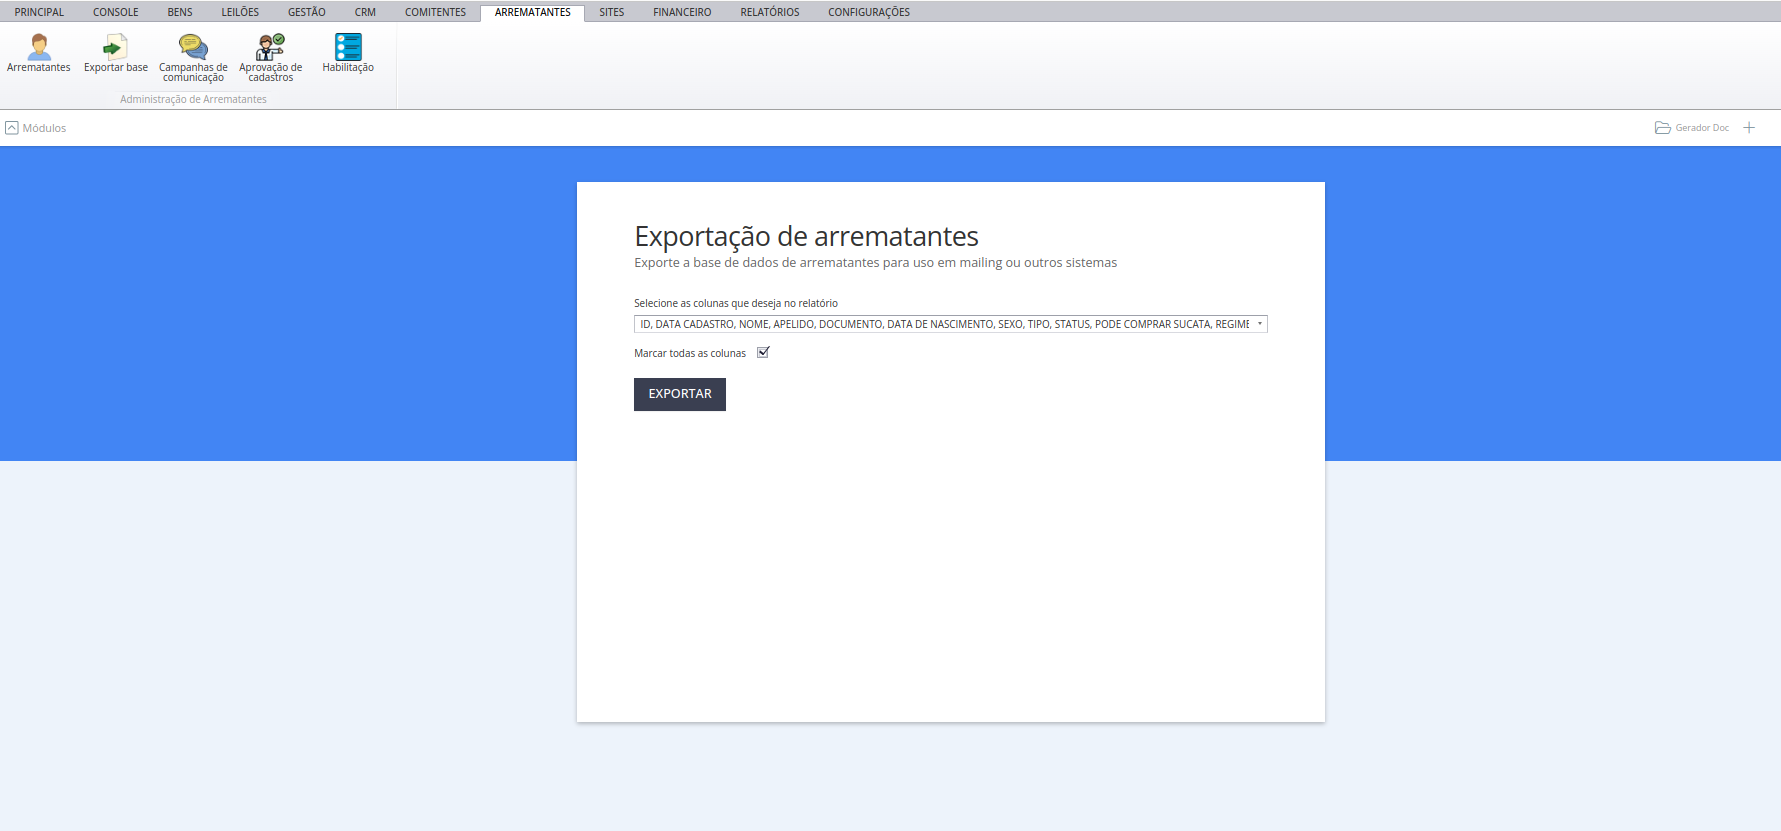 PRINCIPAL CONSOLE BENS LEILÕES GESTÃO CRM COMITENTES ARREMATANTES SITES FINANCEIRO RELATÓRIOS CONFIGURAÇÕES
Arrematantes
Exportar base
Campanhas de
comunicação
Aprovação de
cadastros
Habilitação
Administração de Arrematantes
Módulos
Gerador Doc
Exportação de arrematantes
Exporte a base de dados de arrematantes para uso em mailing ou outros sistemas
Selecione as colunas que deseja no relatório
ID, DATA CADASTRO, NOME, APELIDO, DOCUMENTO, DATA DE NASCIMENTO, SEXO, TIPO, STATUS, PODE COMPRAR SUCATA, REGIME
Marcar todas as colunas
EXPORTAR